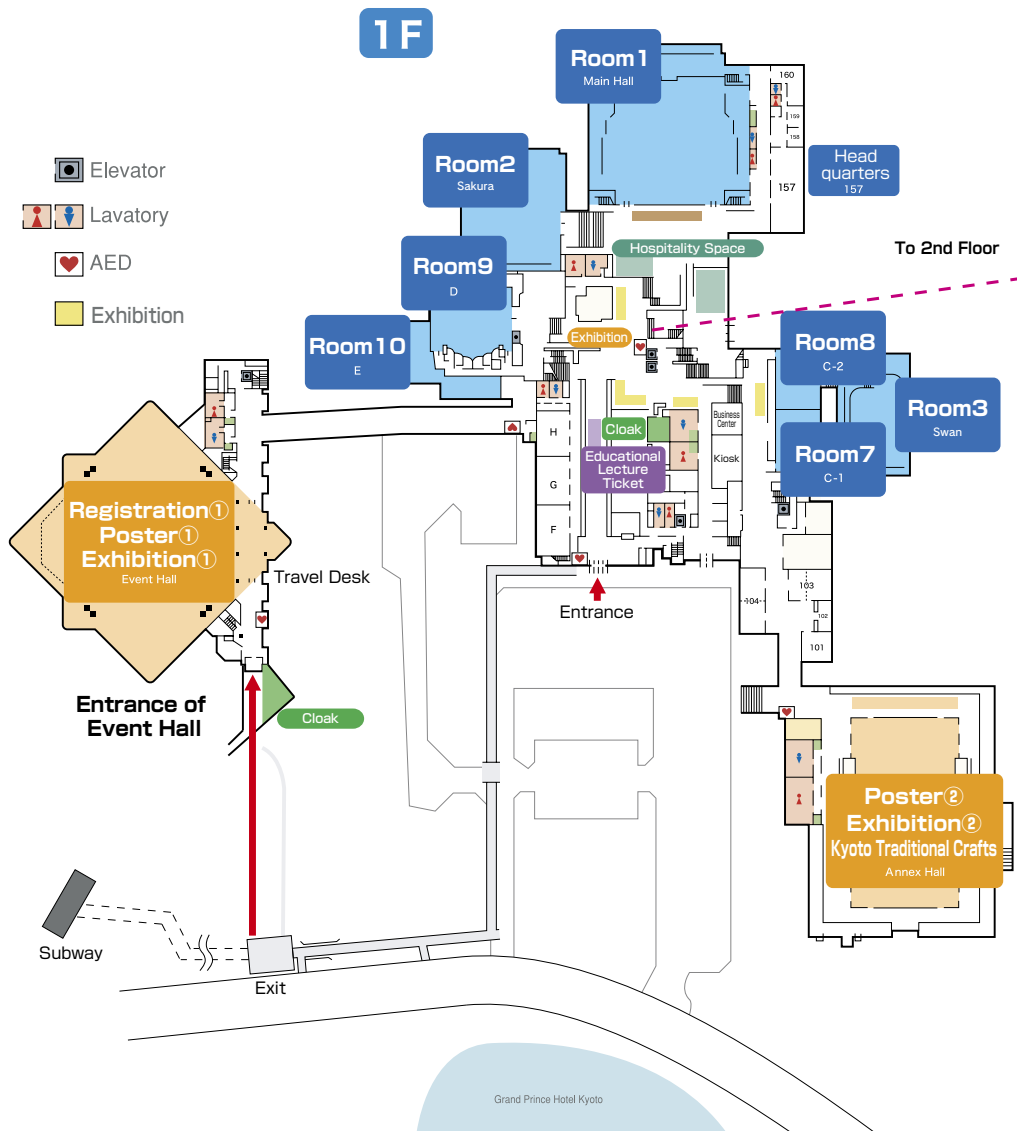 1F
Room1
Main Hall
160
159
158
157
Head
quarters
157
Room2
Sakura
Elevator
Lavatory
AED
Exhibition
Hospitality Space
To 2nd Floor
Room9
D
Exhibition
Room10
E
Room8
C-2
Room3
Swan
Room7
C-1
H
G
F
Cloak
Educational
Lecture
Ticket
Business
Center
Kiosk
Registration①
Poster①
Exhibition①
Event Hall
Travel Desk
Entrance
104
103
102
101
Entrance of
Event Hall
Cloak
Poster②
Exhibition②
Kyoto Traditional Crafts
Annex Hall
Subway
Exit
Grand Prince Hotel Kyoto